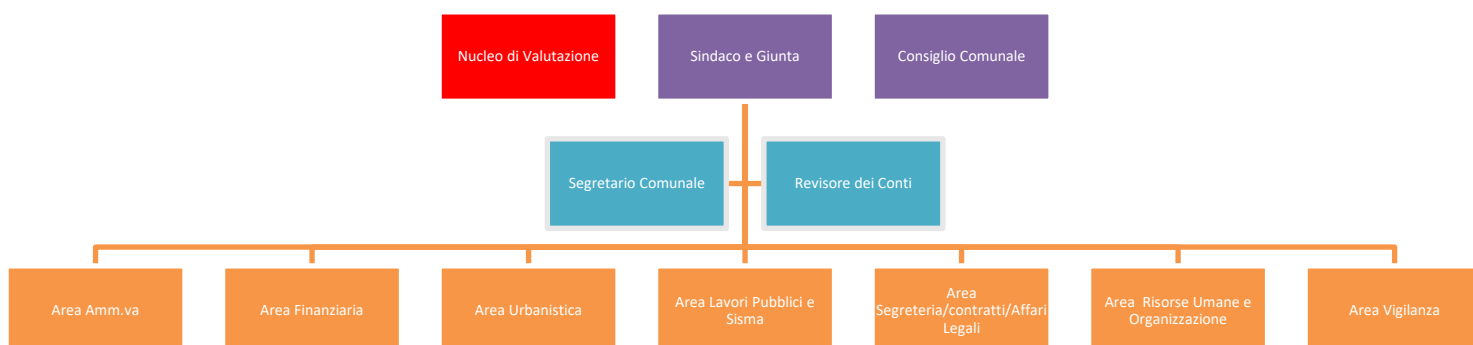 Nucleo di Valutazione
Sindaco e Giunta
Consiglio Comunale
Segretario Comunale
Revisore dei Conti
Area Amm.va
Area Finanziaria
Area Urbanistica
Area Lavori Pubblici e
Sisma
Area
Segreteria/contratti/Affari
Legali
Area Risorse Umane e
Organizzazione
Area Vigilanza